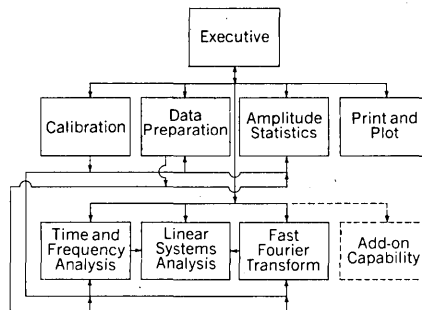 Executive
Calibration
Data
Preparation
Amplitude
Statistics
Print and
Plot
Time and
Frequency
Analysis
Linear
Systems
Analysis
Fast
Fourier
Transform
Add-on
Capability